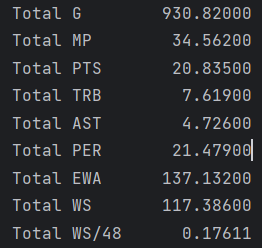 Total G 930.82000
Total MP 34.56200
Total PTS 20.83500
Total TRB 7.61900
Total AST 4.72600
Total PER 21.47900
Total EWA 137.13200
Total WS 117.38600
Total WS/48 0.17611